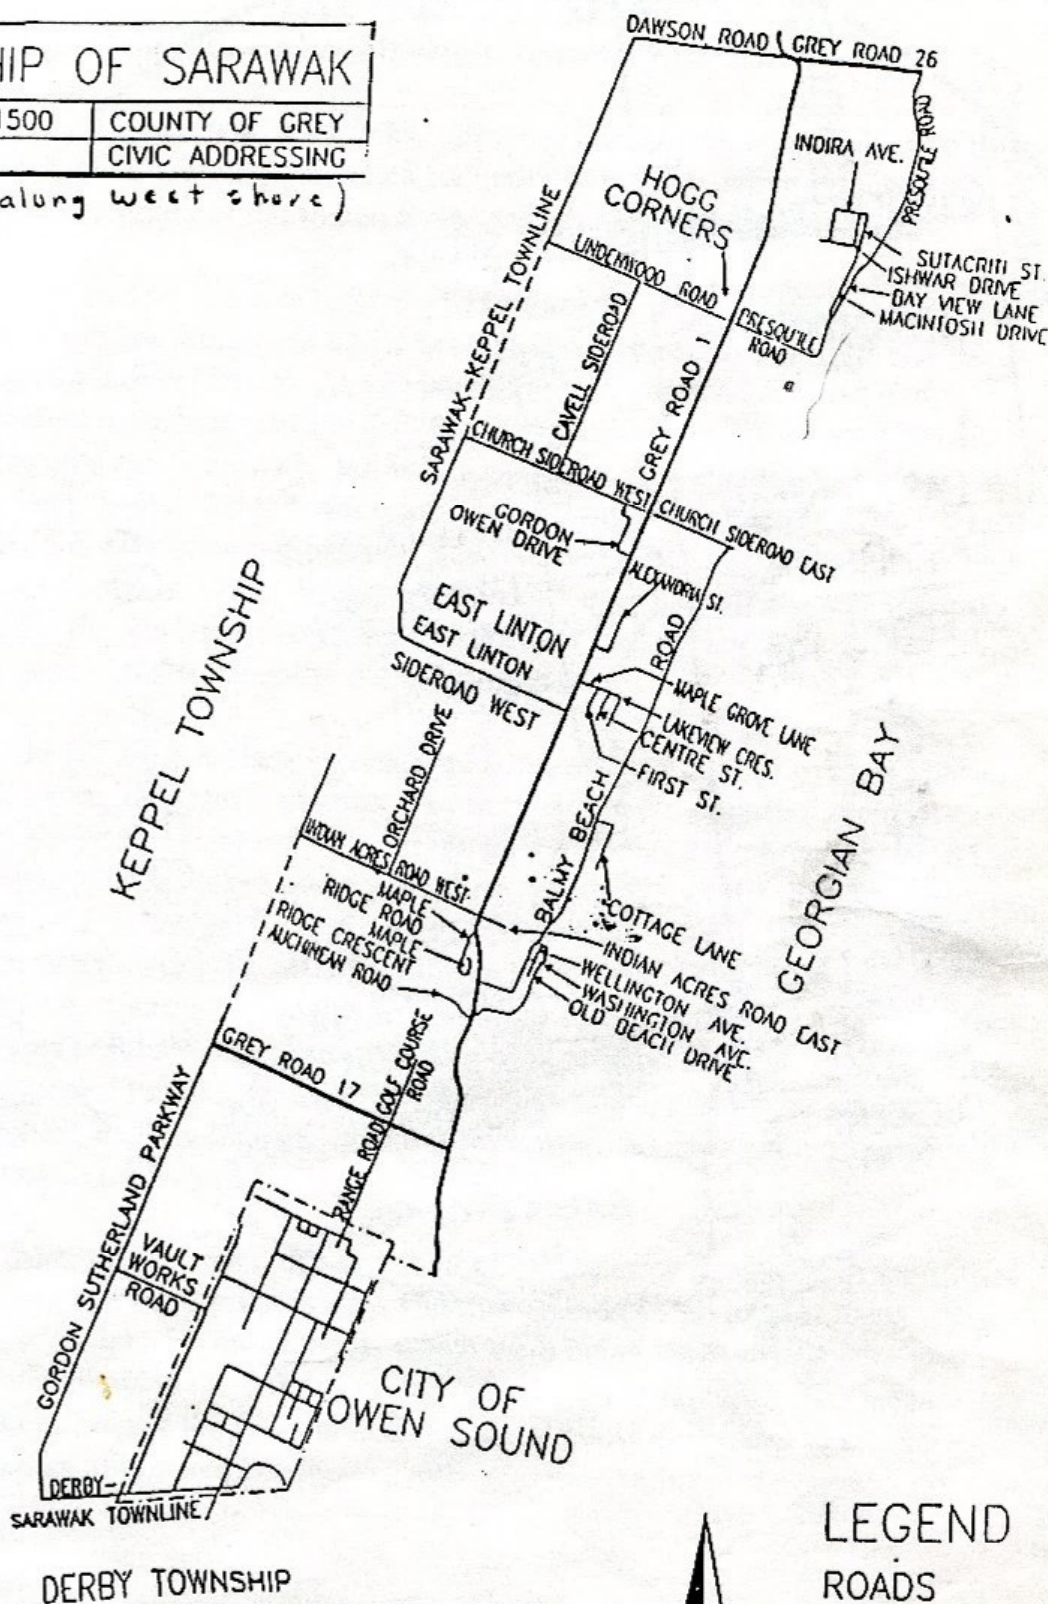 HIP OF SARAWAK
1500 COUNTY OF GREY
CIVIC ADDRESSING
along west shore)
DAWSON ROAD
GREY ROAD 26
PRESQU'ILE ROAD
INDIRA AVE.
HOGG
CORNERS
SUTACRITI ST.
ISHWAR DRIVE
BAY VIEW LANE
MACINTOSH DRIVE
LINDENWOOD ROAD
PRESQU'ILE
ROAD
SARAWAK-KEPPEL TOWNLINE
CAVELL SIDEROAD
GREY ROAD 1
CHURCH SIDEROAD WEST
CHURCH SIDEROAD EAST
GORDON
OWEN DRIVE
ALEXANDRIA ST.
EAST LINTON
EAST LINTON
SIDEROAD WEST
MAPLE GROVE LANE
LAKEVIEW CRES.
CENTRE ST.
FIRST ST.
KEPPEL TOWNSHIP
GEORGIAN BAY
ORCHARD DRIVE
BALMY BEACH ROAD
INDIAN ACRES ROAD WEST
MAPLE
RIDGE ROAD
MAPLE
RIDGE CRESCENT
AUCHINEAN ROAD
COTTAGE LANE
INDIAN ACRES ROAD EAST
WELLINGTON AVE.
WASHINGTON AVE.
OLD BEACH DRIVE
GREY ROAD 17
GOLF COURSE
ROAD
RANGE ROAD
GORDON SUTHERLAND PARKWAY
VAULT
WORKS
ROAD
CITY OF
OWEN SOUND
DERBY-
SARAWAK TOWNLINE
DERBY TOWNSHIP
LEGEND
ROADS